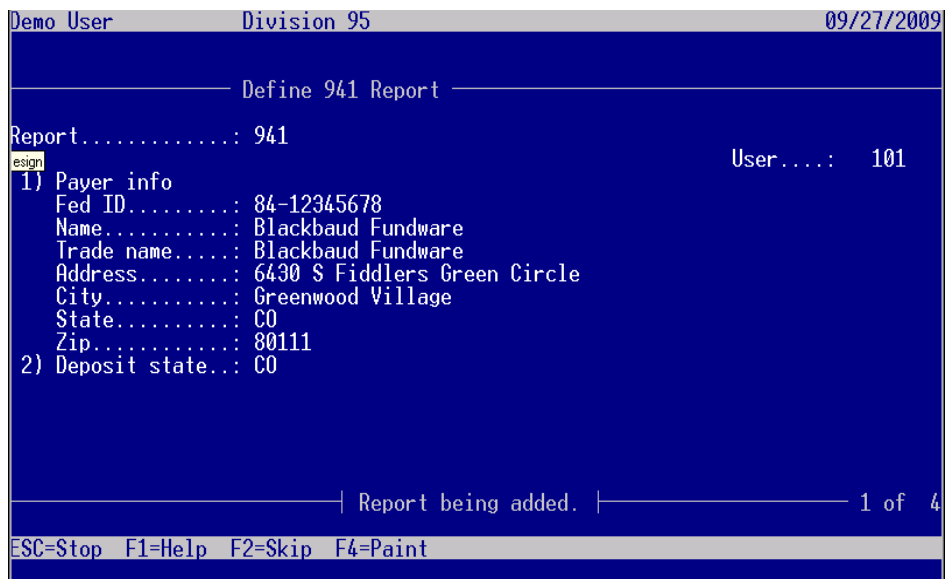 Demo User Division 95 09/27/2009
Define 941 Report
Report.............: 941
User....: 101
esign
1) Payer info
Fed ID.........: 84-12345678
Name...........: Blackbaud Fundware
Trade name.....: Blackbaud Fundware
Address........: 6430 S Fiddlers Green Circle
City...........: Greenwood Village
State..........: CO
Zip............: 80111
2) Deposit state..: CO
Report being added. 1 of 4
ESC=Stop F1=Help F2=Skip F4=Paint